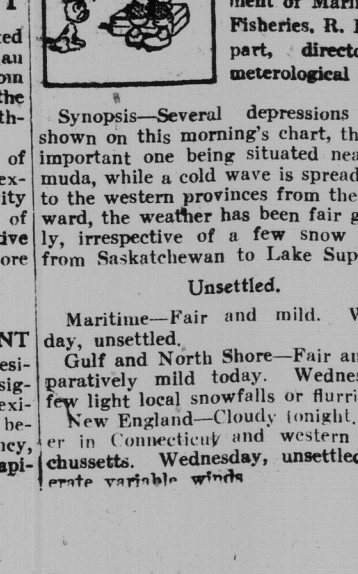 T
ted
an
om
the
th-
of
ex-
ity
of
tive
ore
NT
esi-
sig-
exi-
be-
ncy,
api-
ment of Mari
Fisheries, R. F
part, directo
meterological
Synopsis—Several depressions
shown on this morning's chart, th
important one being situated nea
muda, while a cold wave is spread
to the western provinces from the
ward, the weather has been fair g
ly, irrespective of a few snow
from Saskatchewan to Lake Sup
Unsettled.
Maritime—Fair and mild. W
day, unsettled.
Gulf and North Shore—Fair an
paratively mild today. Wednes
few light local snowfalls or flurri
New England—Cloudy tonight.
er in Connecticut and western
chussetts. Wednesday, unsettled
erate variable winds